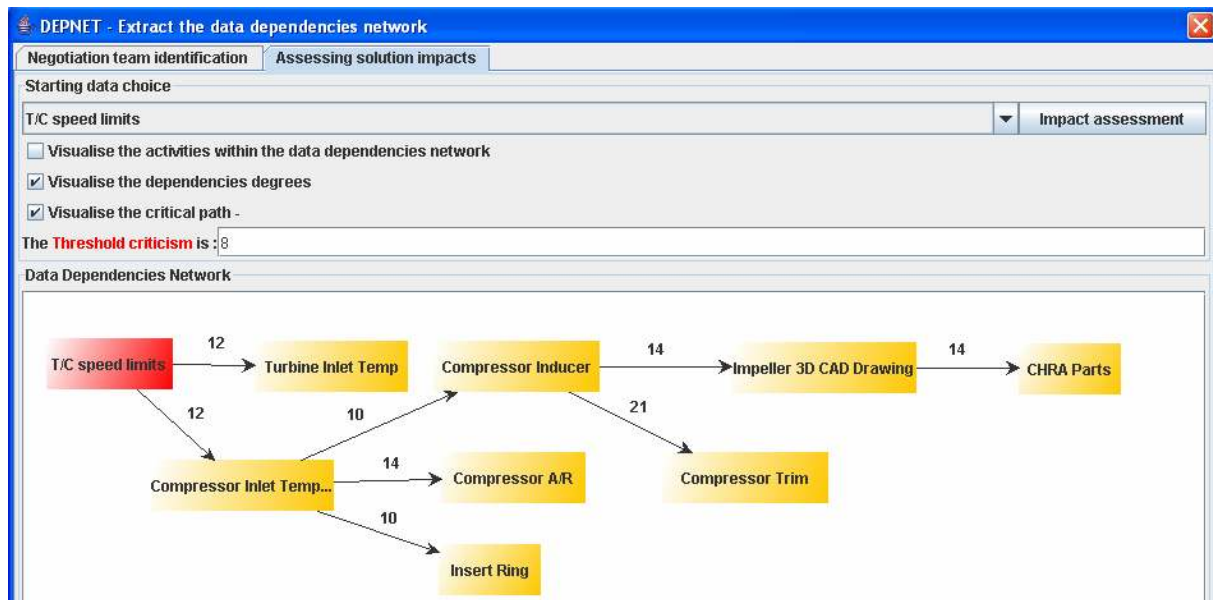 DEPNET - Extract the data dependencies network
Negotiation team identification
Assessing solution impacts
Starting data choice
T/C speed limits
Impact assessment
Visualise the activities within the data dependencies network
Visualise the dependencies degrees
Visualise the critical path -
The Threshold criticism is :8
Data Dependencies Network
12
14
14
T/C speed limits
Turbine Inlet Temp
Compressor Inducer
Impeller 3D CAD Drawing
CHRA Parts
12
10
21
14
Compressor Inlet Temp...
Compressor A/R
Compressor Trim
10
Insert Ring